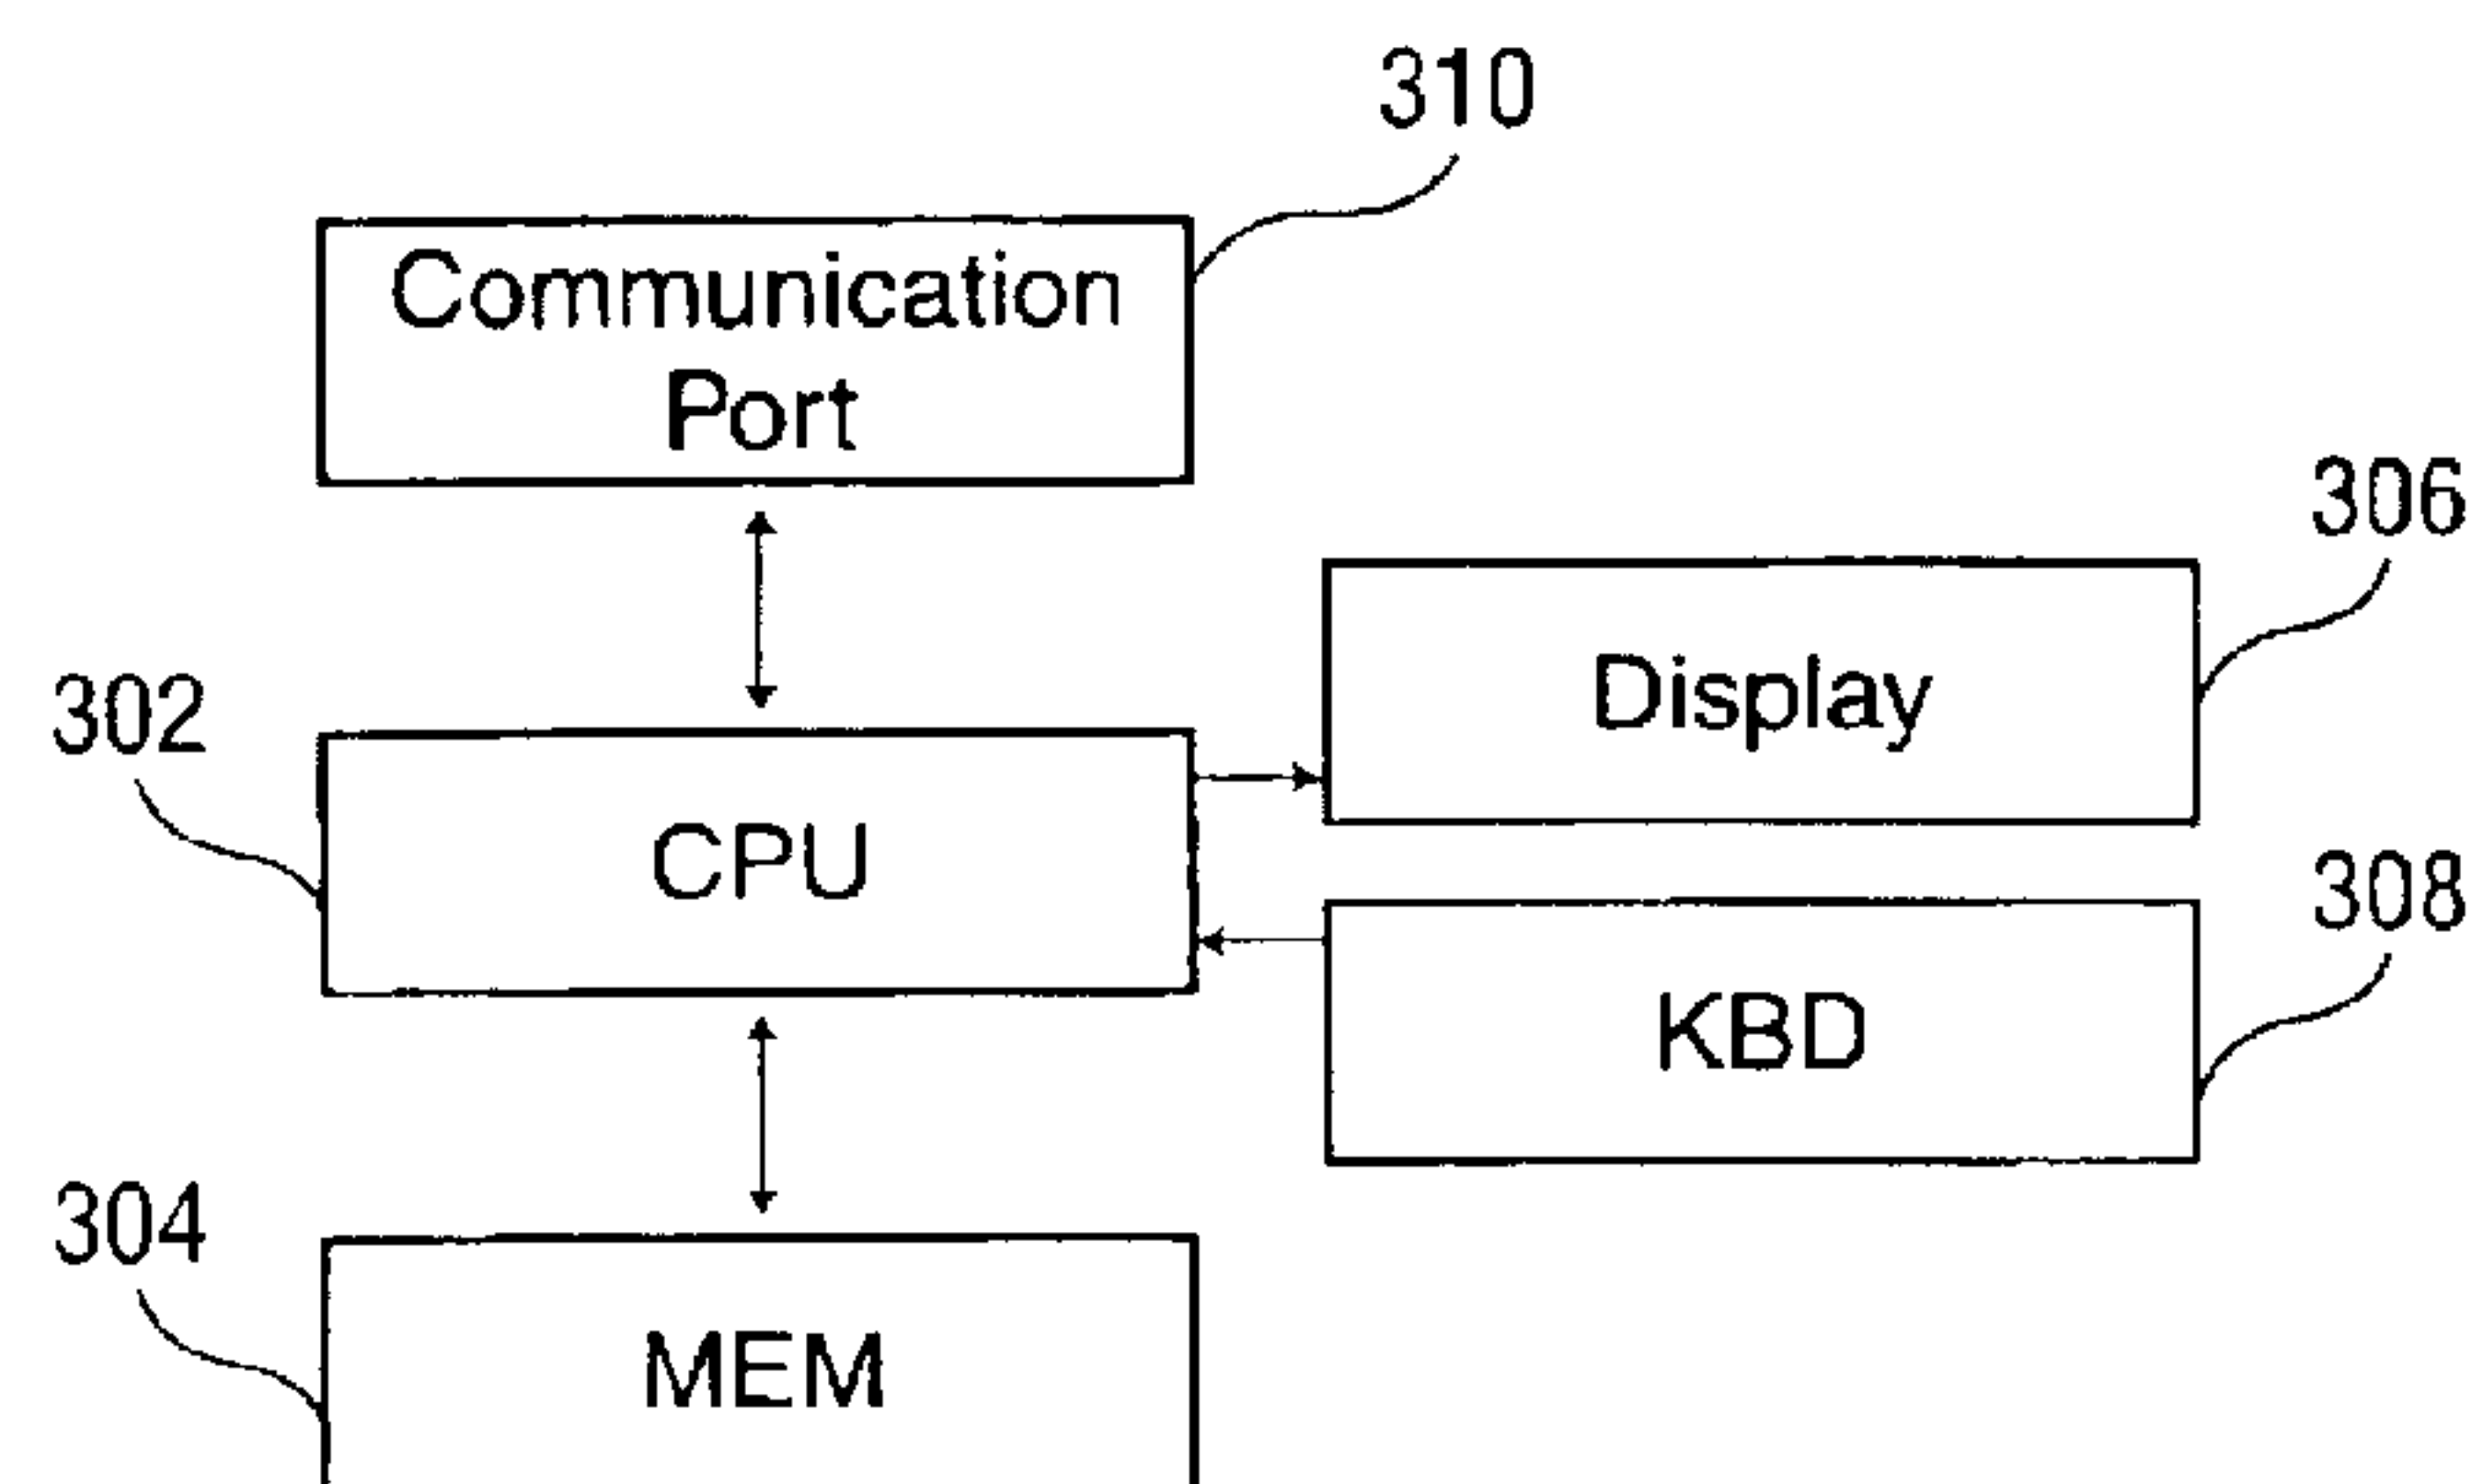 310
Communication
Port
306
Display
302
CPU
308
KBD
304
MEM